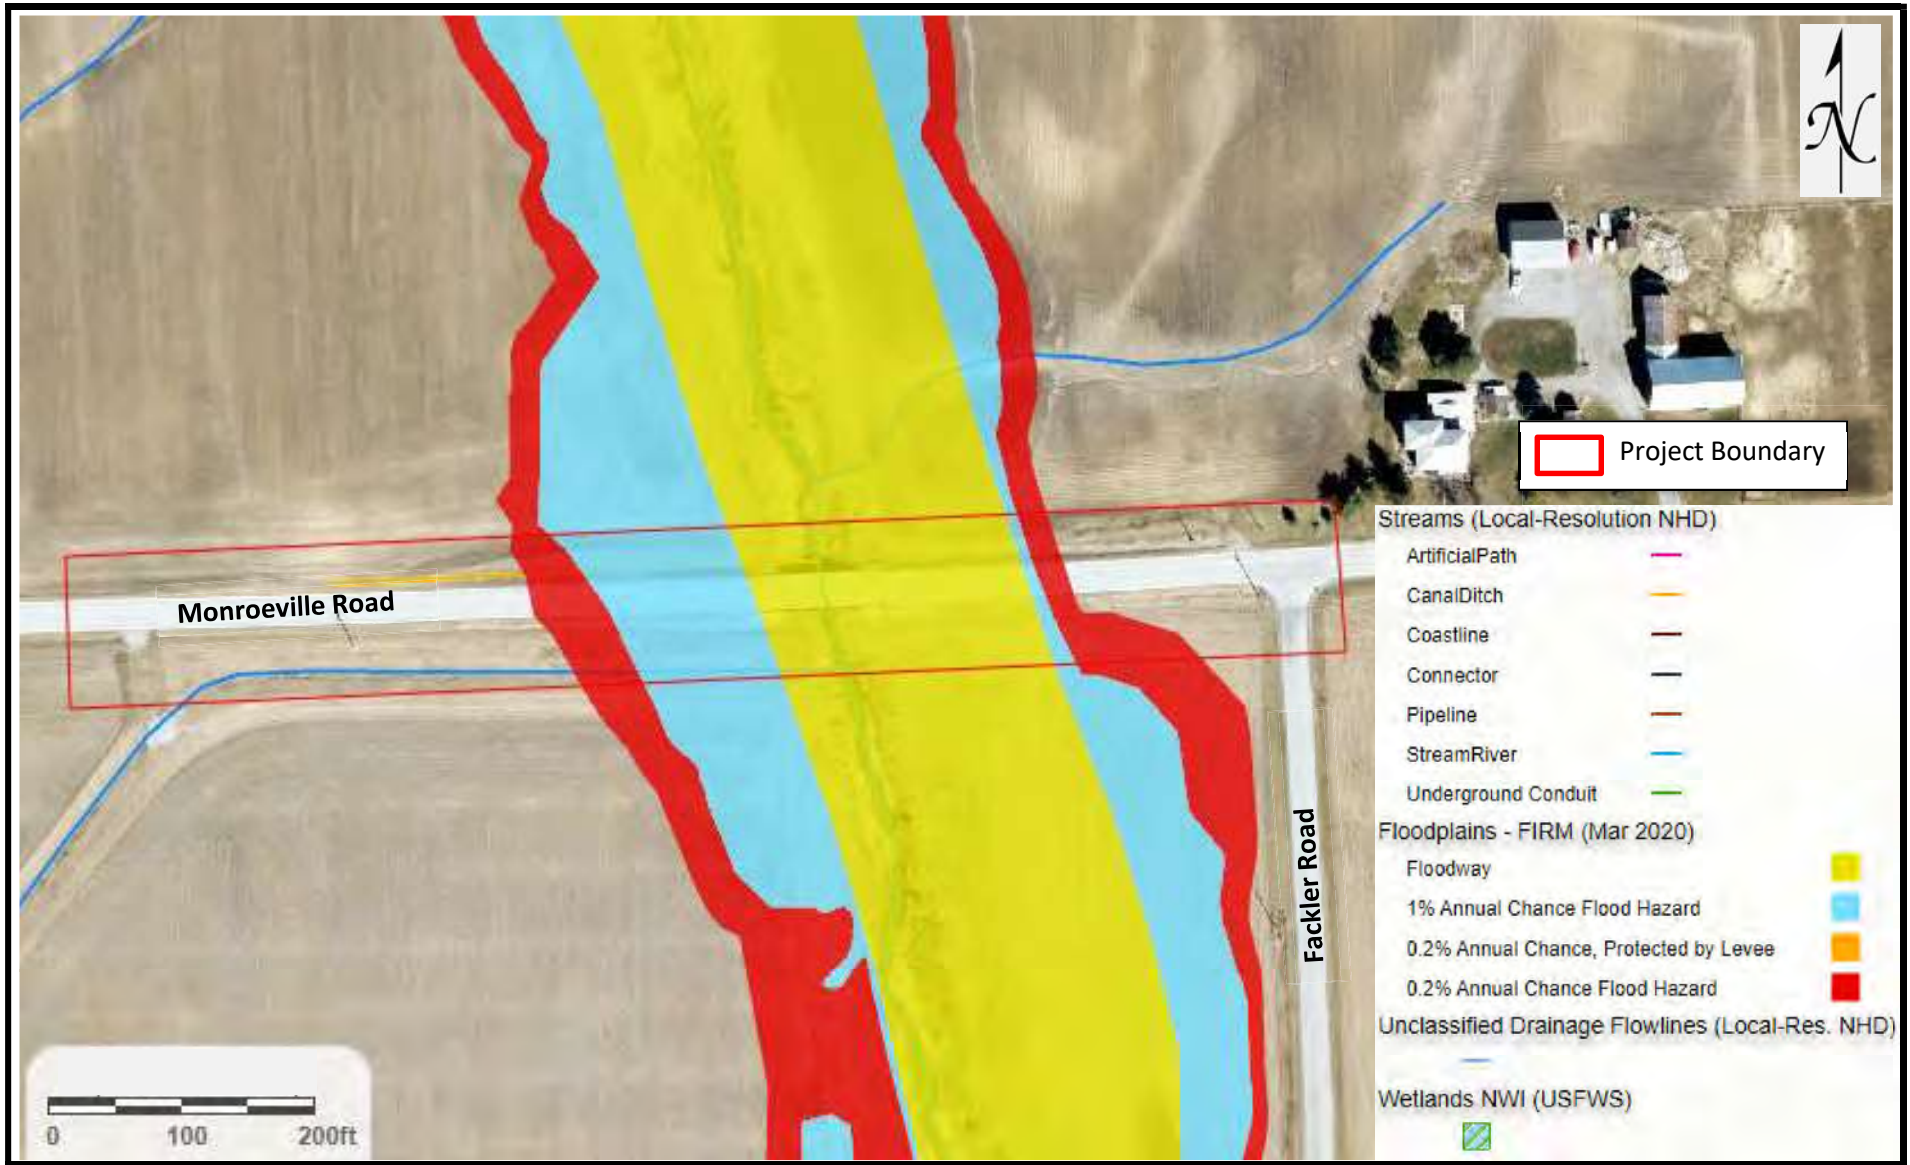 N
Project Boundary
Streams (Local-Resolution NHD)
ArtificialPath
CanalDitch
Coastline
Connector
Pipeline
StreamRiver
Underground Conduit
Floodplains - FIRM (Mar 2020)
Floodway
1% Annual Chance Flood Hazard
0.2% Annual Chance, Protected by Levee
0.2% Annual Chance Flood Hazard
Unclassified Drainage Flowlines (Local-Res. NHD)
Wetlands NWI (USFWS)
Monroeville Road
Fackler Road
0 100 200ft